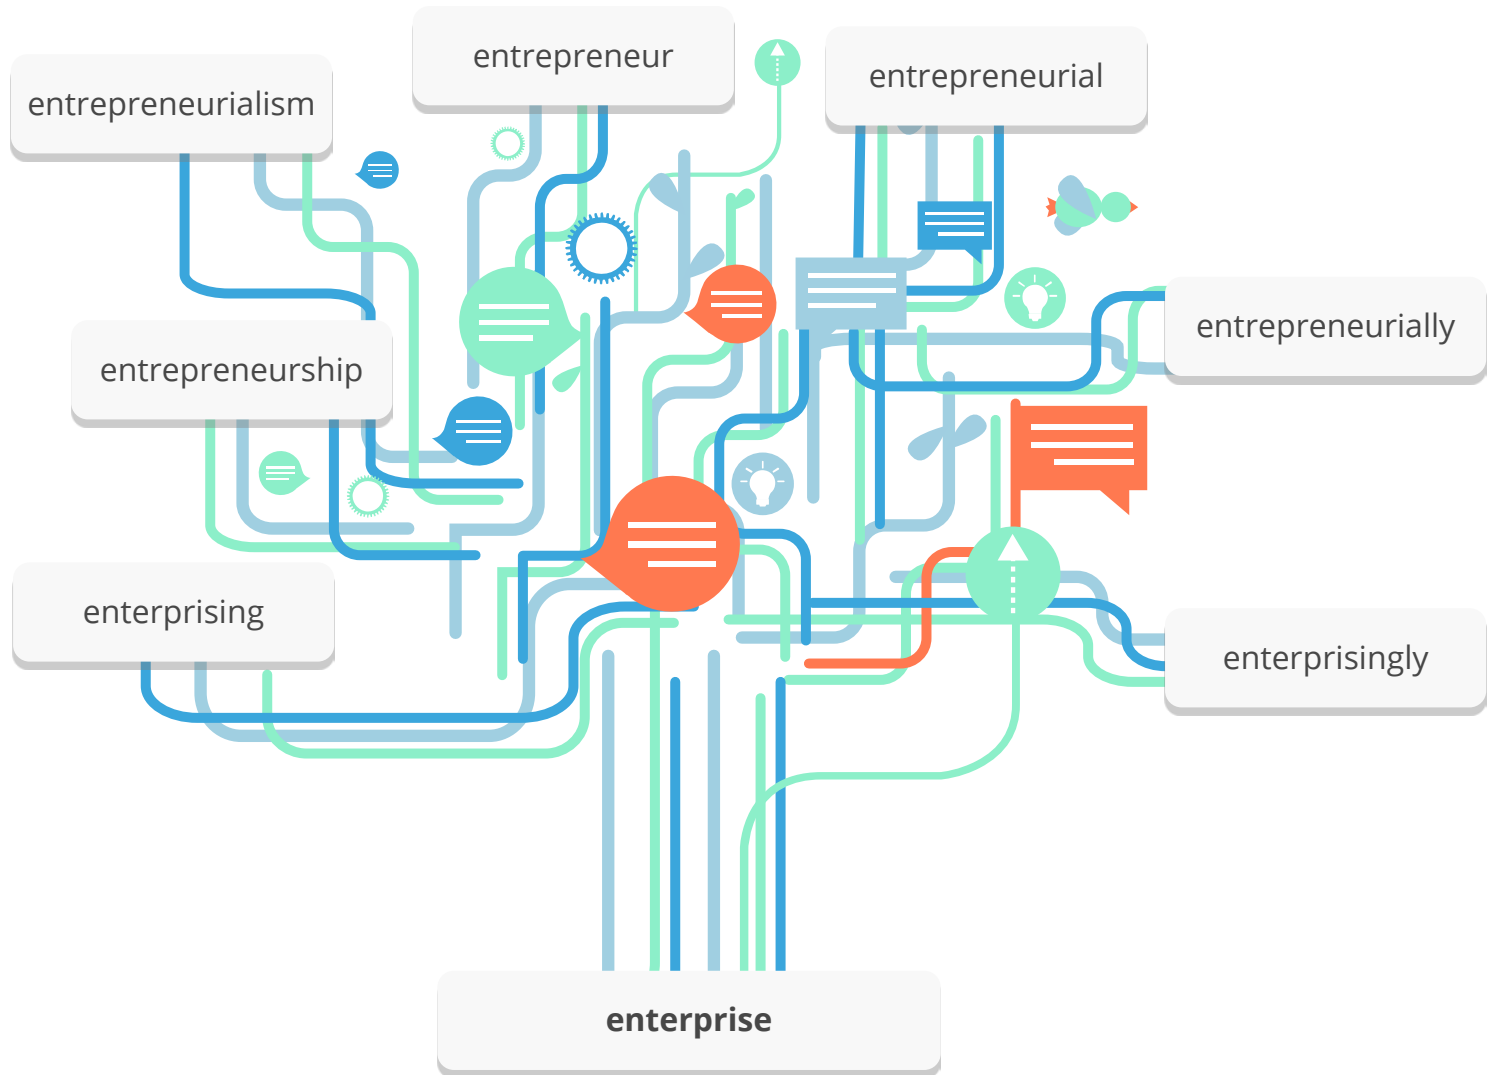 entrepreneur
entrepreneurial
entrepreneurialism
entrepreneurially
entrepreneurship
enterprising
enterprisingly
enterprise